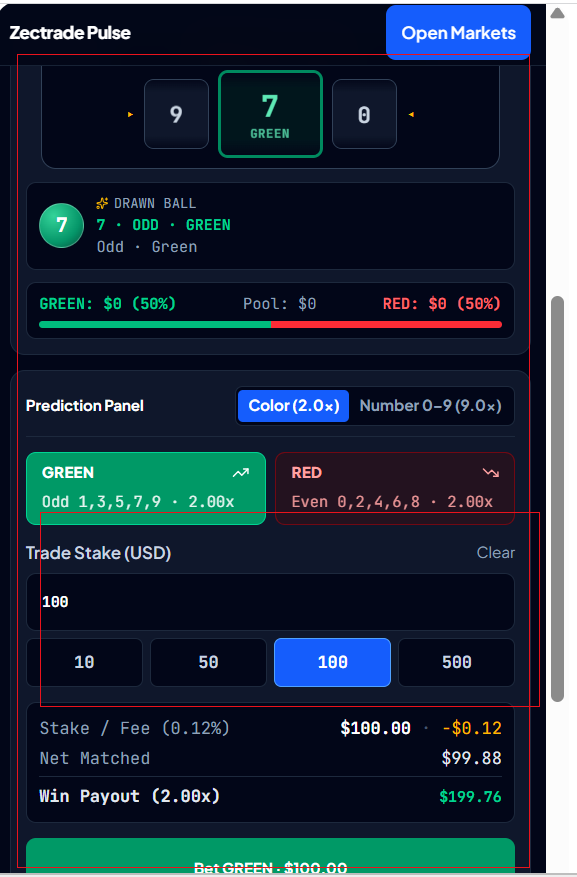 Zectrade Pulse
Open Markets
9
7
GREEN
0
7
DRAWN BALL
7 · ODD · GREEN
Odd · Green
GREEN: $0 (50%)
Pool: $0
RED: $0 (50%)
Prediction Panel
Color (2.0×)
Number 0–9 (9.0×)
GREEN
Odd 1,3,5,7,9 · 2.00x
RED
Even 0,2,4,6,8 · 2.00x
Trade Stake (USD)
Clear
100
10
50
100
500
Stake / Fee (0.12%)
$100.00 · -$0.12
Net Matched
$99.88
Win Payout (2.00x)
$199.76
Bet GREEN · $100.00